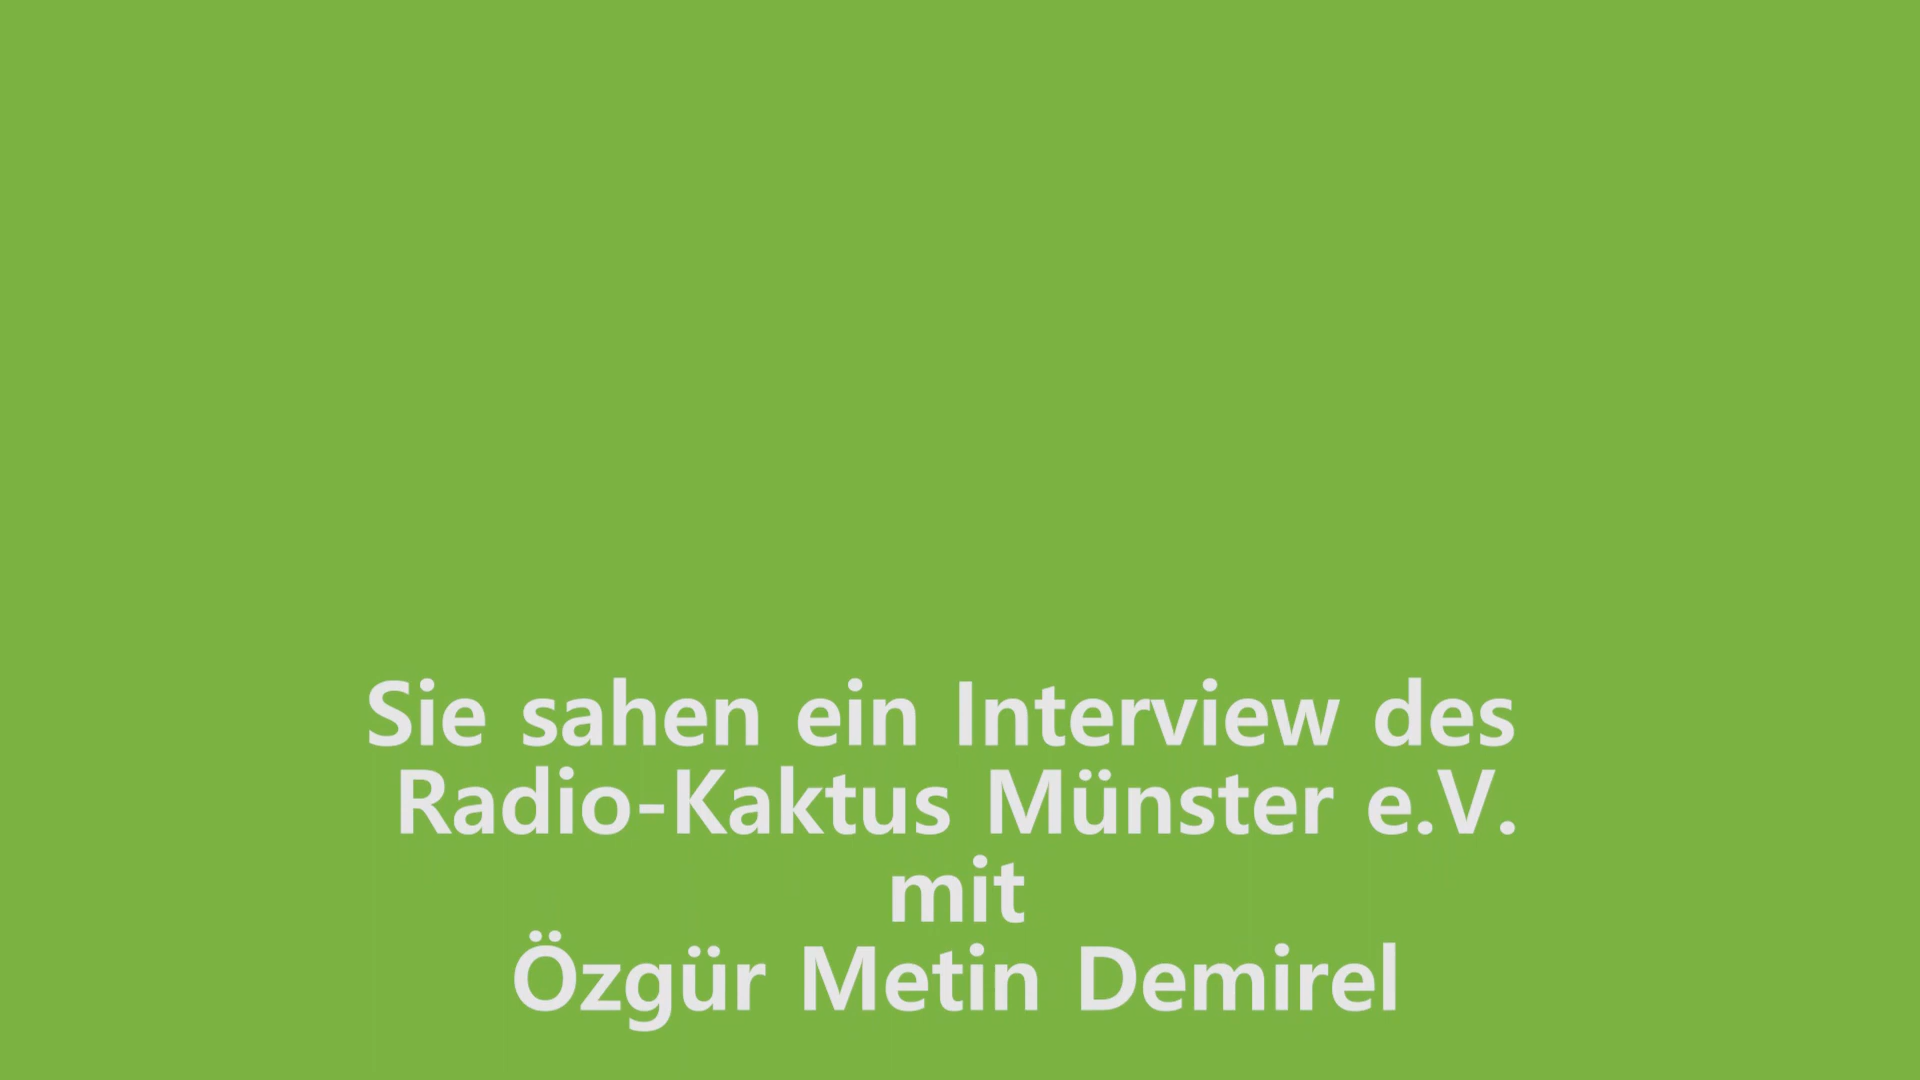 Sie sahen ein Interview des
Radio-Kaktus Münster e.V.
mit
Özgür Metin Demirel